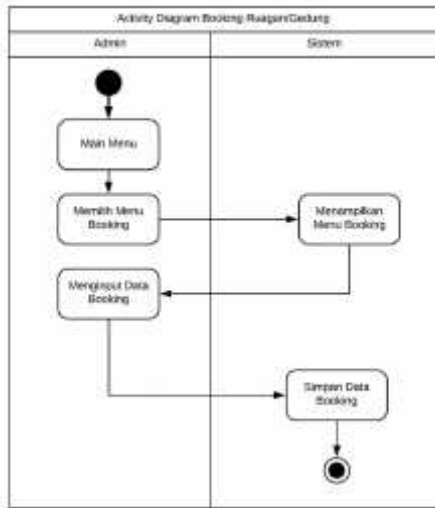 Activity Diagram Booking Ruagan/Gedung
Admin
Sistem
Main Menu
Memilih Menu
Booking
Menampilkan
Menu Booking
Menginput Data
Booking
Simpan Data
Booking